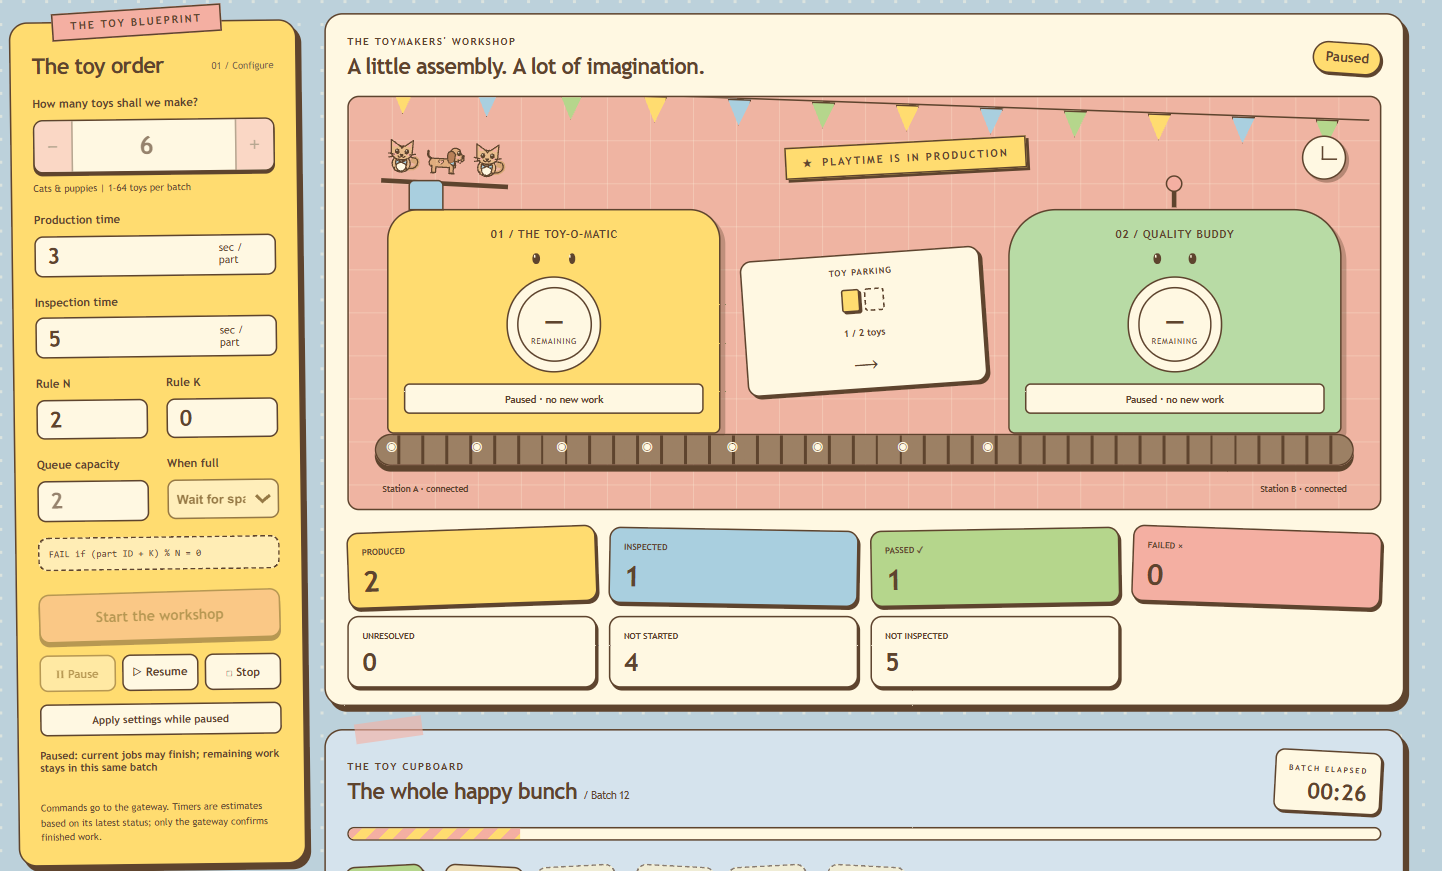 THE TOY BLUEPRINT
The toy order
01 / Configure
How many toys shall we make?
− 6 +
Cats & puppies | 1-64 toys per batch
Production time
3 sec / part
Inspection time
5 sec / part
Rule N Rule K
2 0
Queue capacity When full
2 Wait for spa
FAIL if (part ID + K) % N = 0
Start the workshop
Pause Resume Stop
Apply settings while paused
Paused: current jobs may finish; remaining work
stays in this same batch
Commands go to the gateway. Timers are estimates
based on its latest status; only the gateway confirms
finished work.
THE TOYMAKERS' WORKSHOP
A little assembly. A lot of imagination.
Paused
★ PLAYTIME IS IN PRODUCTION
01 / THE TOY-O-MATIC
—
REMAINING
Paused · no new work
TOY PARKING
1 / 2 toys
→
02 / QUALITY BUDDY
—
REMAINING
Paused · no new work
Station A · connected
Station B · connected
PRODUCED
2
INSPECTED
1
PASSED ✓
1
FAILED ×
0
UNRESOLVED
0
NOT STARTED
4
NOT INSPECTED
5
THE TOY CUPBOARD
The whole happy bunch / Batch 12
BATCH ELAPSED
00:26